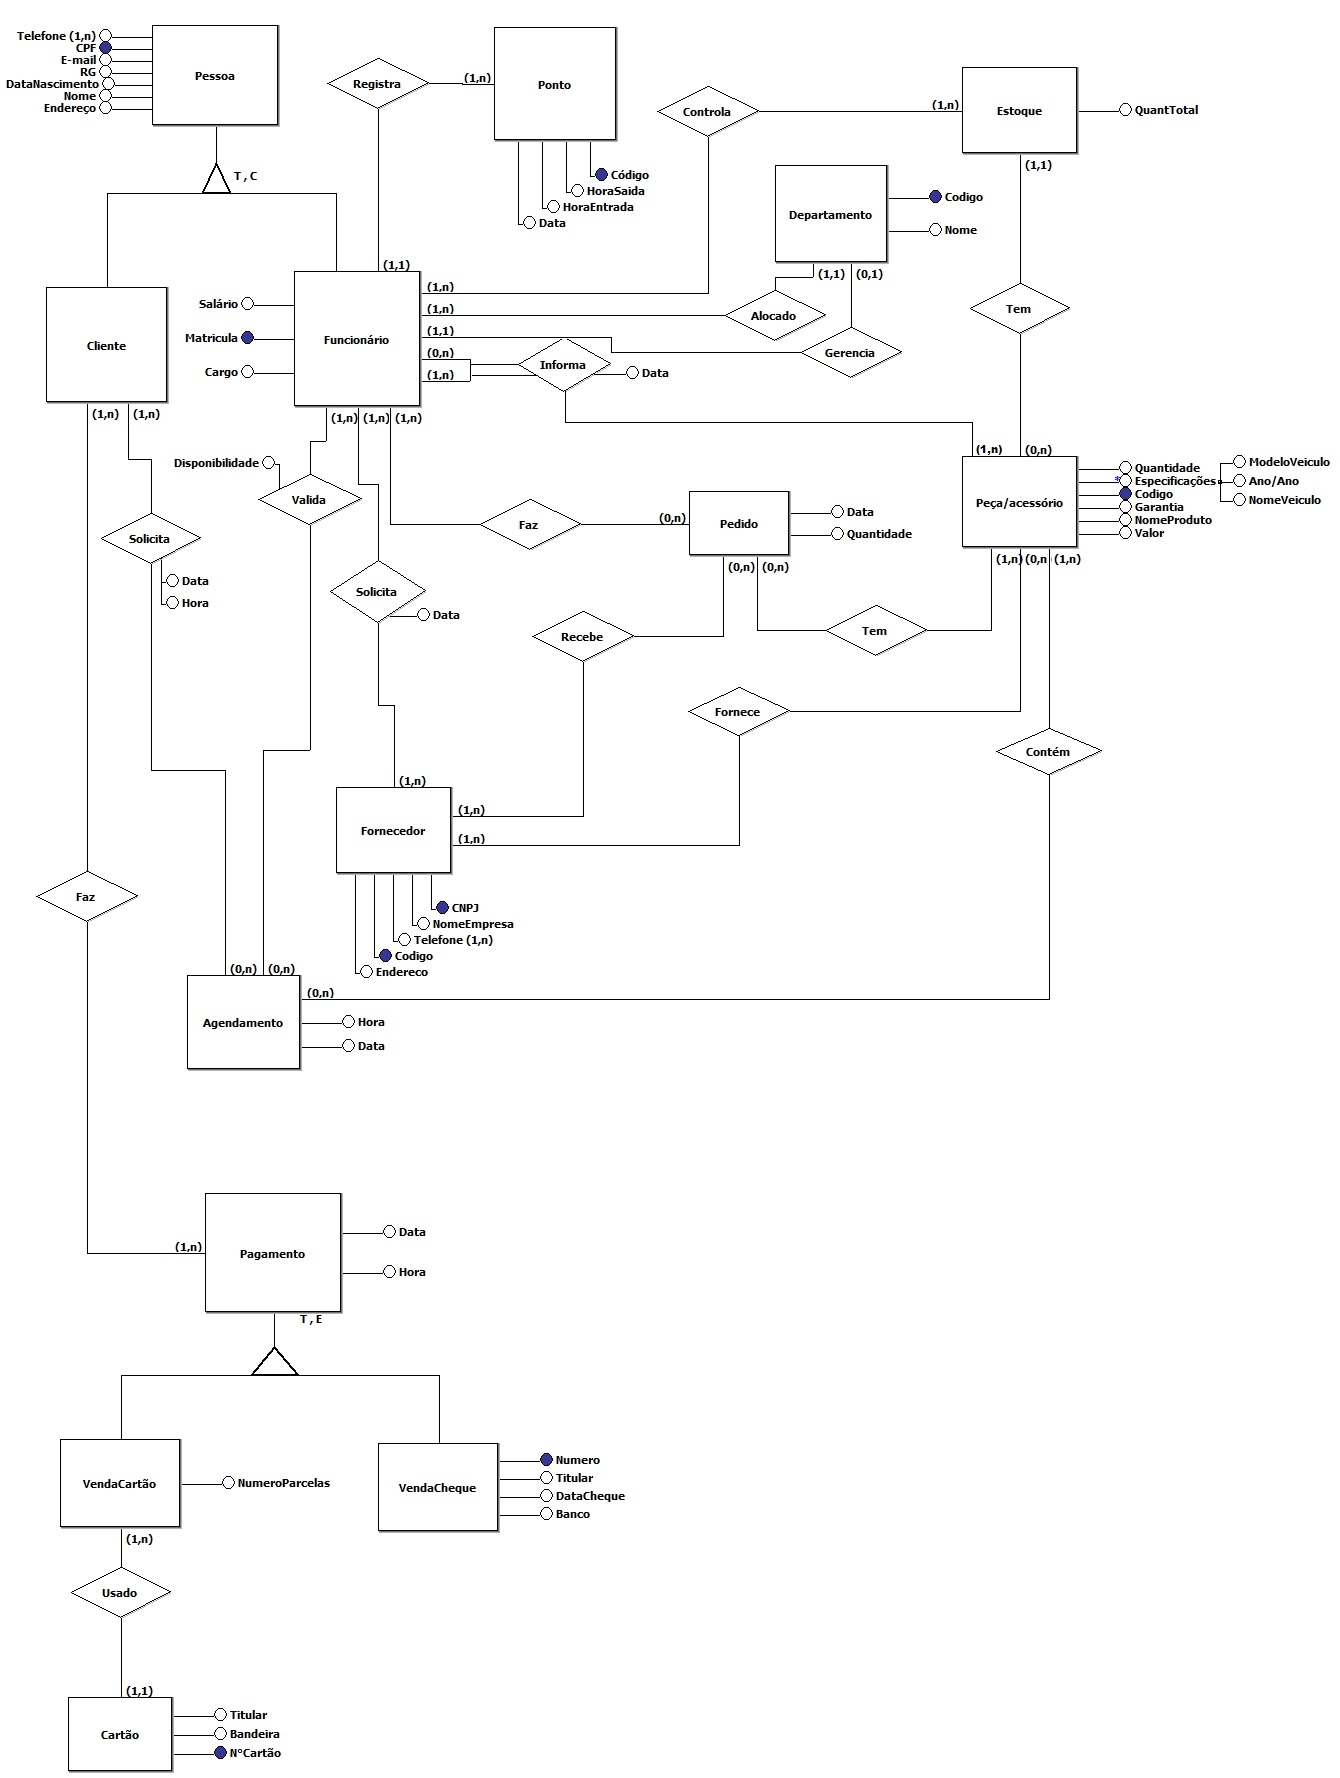 Telefone (1,n)
CPF
E-mail
RG
DataNascimento
Nome
Endereço
Pessoa
T,C
Registra
(1,n)
Ponto
Código
HoraSaida
HoraEntrada
Data
Controla
(1,n)
Estoque
QuantTotal
(1,1)
Departamento
Codigo
Nome
(1,1)
(0,1)
Tem
Cliente
(1,1)
Salário
Matricula
Cargo
Funcionário
(1,n)
(1,n)
(1,1)
(0,n)
(1,n)
Alocado
Gerencia
Informa
Data
(1,n)
(1,n)
(1,n)
(1,n)
(1,n)
Disponibilidade
Valida
Solicita
Data
Hora
Solicita
Data
Faz
(0,n)
Pedido
Data
Quantidade
(0,n)
(0,n)
(1,n)
(0,n)
Peça/acessório
Quantidade
*
Especificações
Codigo
Garantia
NomeProduto
Valor
ModeloVeiculo
Ano/Ano
NomeVeiculo
(1,n)
(0,n)
(1,n)
Recebe
Tem
Fornece
Contém
(1,n)
Fornecedor
(1,n)
(1,n)
CNPJ
NomeEmpresa
Telefone (1,n)
Codigo
Endereco
Faz
(0,n)
(0,n)
(0,n)
Agendamento
Hora
Data
(1,n)
Pagamento
Data
Hora
T,E
VendaCartão
NumeroParcelas
VendaCheque
Numero
Titular
DataCheque
Banco
(1,n)
Usado
(1,1)
Cartão
Titular
Bandeira
N°Cartão